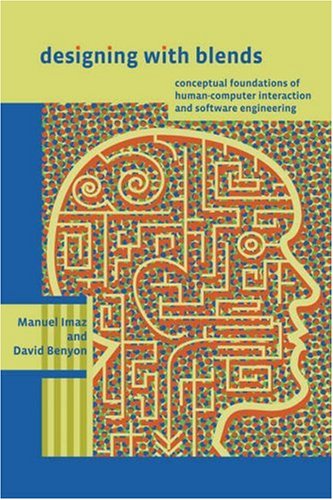 designing with blends
conceptual foundations of
human-computer interaction
and software engineering
Manuel Imaz
and
David Benyon